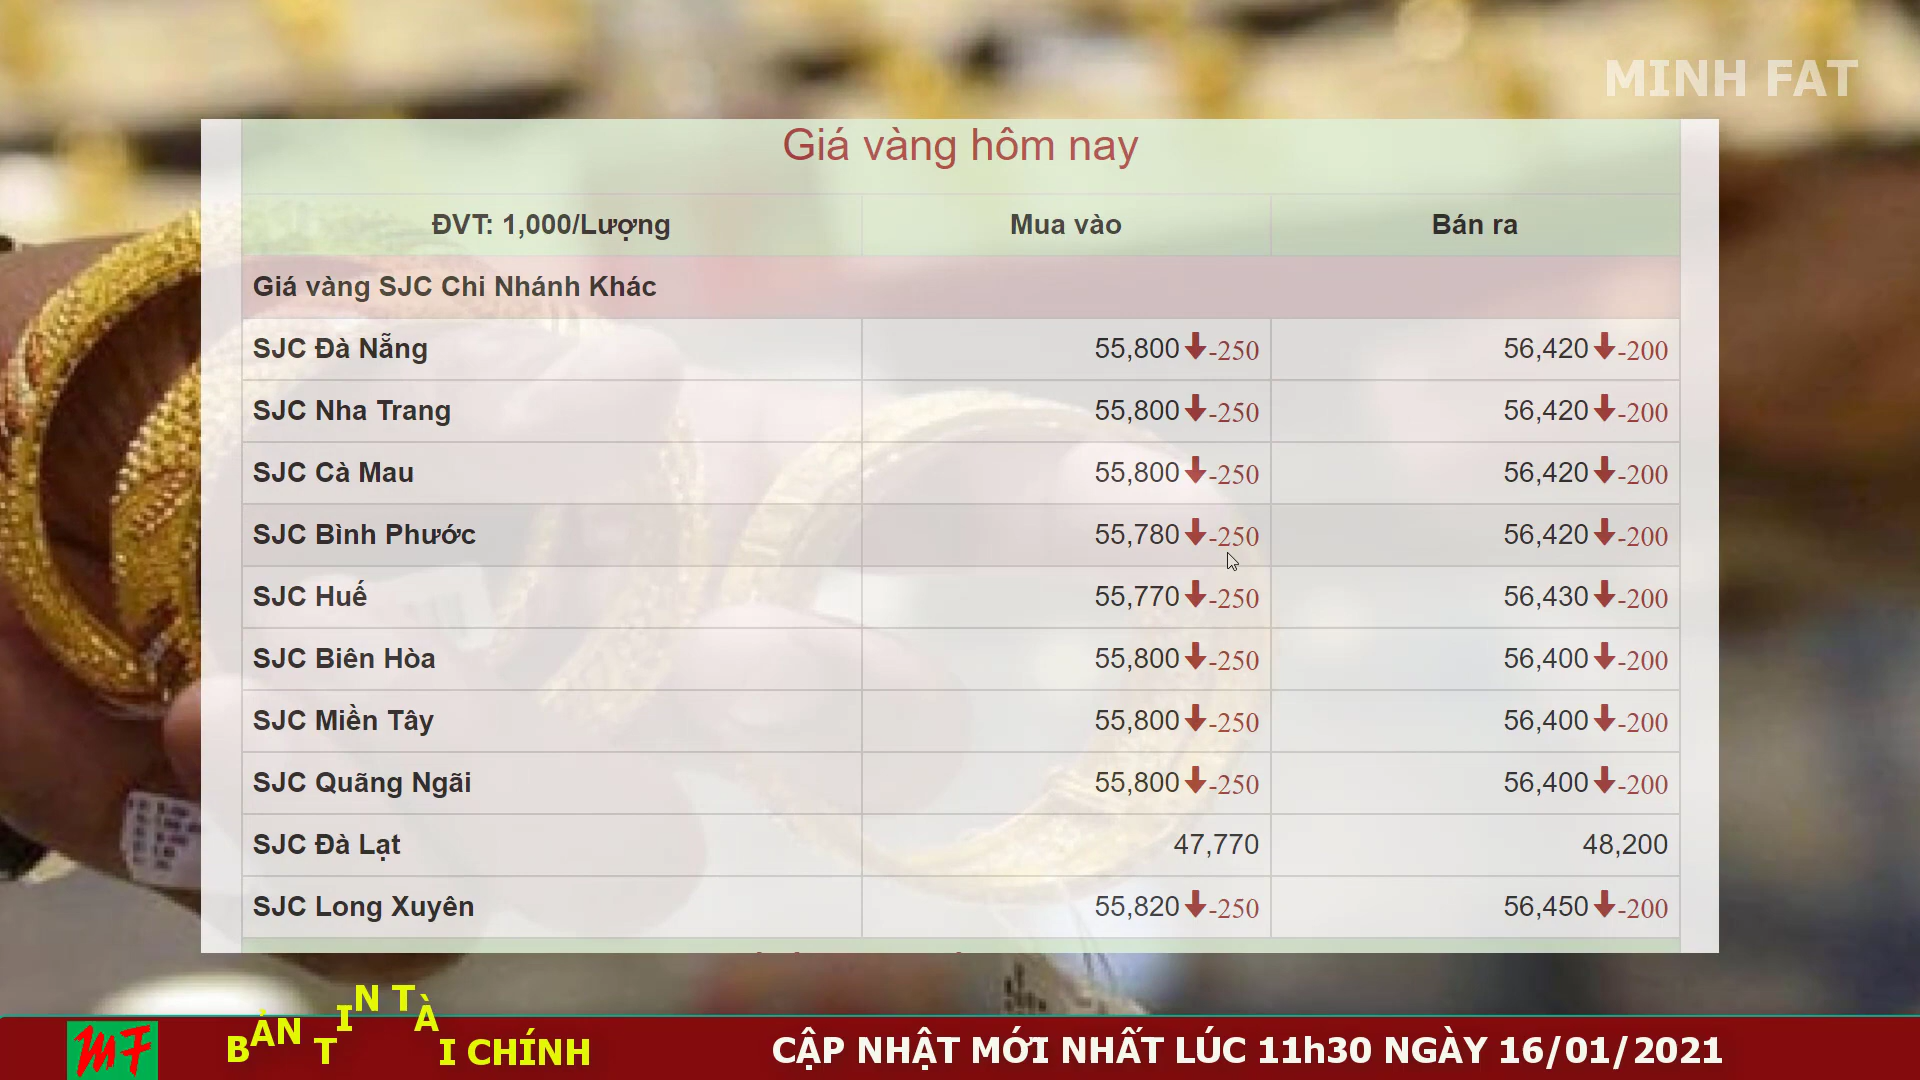 MINH FAT
Giá vàng hôm nay
ĐVT: 1,000/Lượng Mua vào Bán ra
Giá vàng SJC Chi Nhánh Khác
SJC Đà Nẵng 55,800 -250 56,420 -200
SJC Nha Trang 55,800 -250 56,420 -200
SJC Cà Mau 55,800 -250 56,420 -200
SJC Bình Phước 55,780 -250 56,420 -200
SJC Huế 55,770 -250 56,430 -200
SJC Biên Hòa 55,800 -250 56,400 -200
SJC Miền Tây 55,800 -250 56,400 -200
SJC Quãng Ngãi 55,800 -250 56,400 -200
SJC Đà Lạt 47,770 48,200
SJC Long Xuyên 55,820 -250 56,450 -200
MF BẢN TIN TÀI CHÍNH CẬP NHẬT MỚI NHẤT LÚC 11h30 NGÀY 16/01/2021